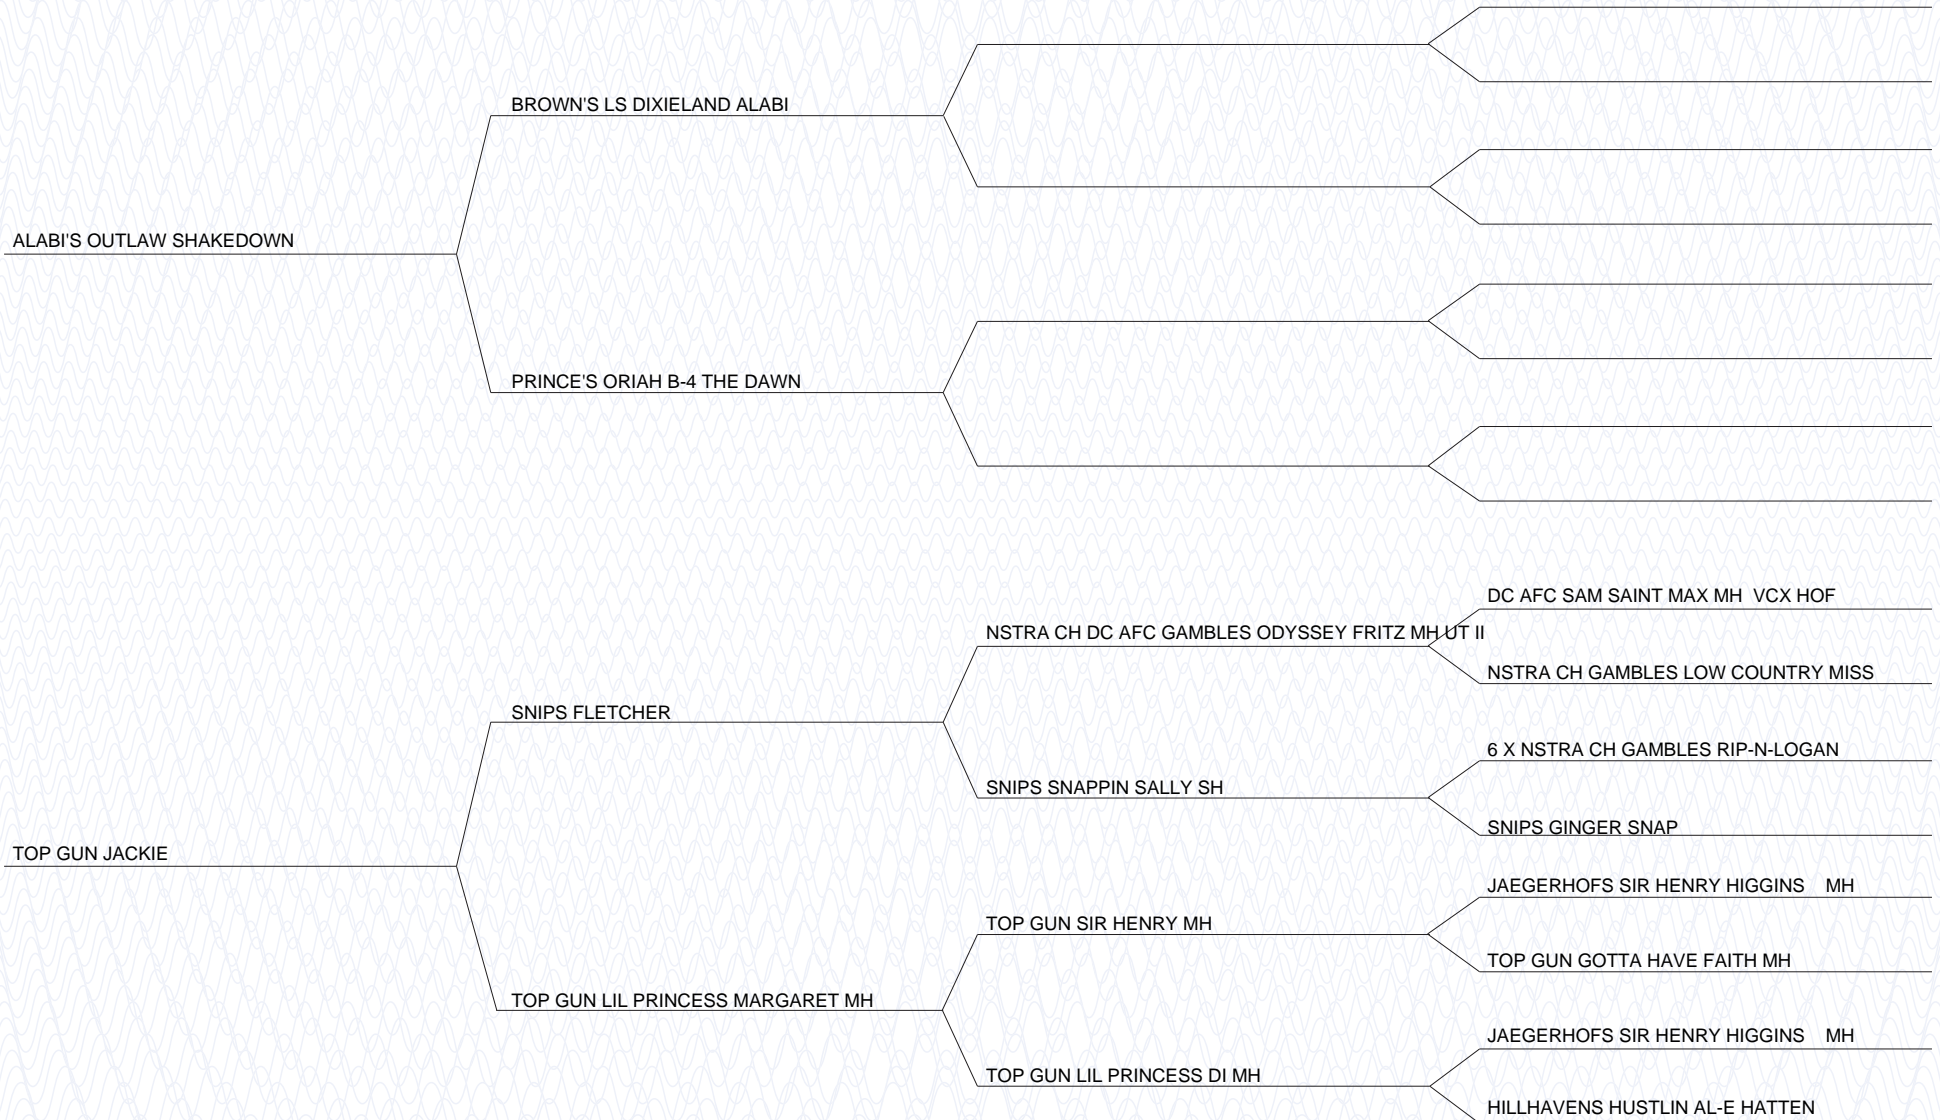 BROWN'S LS DIXIELAND ALABI
ALABI'S OUTLAW SHAKEDOWN
PRINCE'S ORIAH B-4 THE DAWN
DC AFC SAM SAINT MAX MH  VCX HOF
NSTRA CH DC AFC GAMBLES ODYSSEY FRITZ MH UT II
NSTRA CH GAMBLES LOW COUNTRY MISS
SNIPS FLETCHER
6 X NSTRA CH GAMBLES RIP-N-LOGAN
SNIPS SNAPPIN SALLY SH
SNIPS GINGER SNAP
TOP GUN JACKIE
JAEGERHOFS SIR HENRY HIGGINS    MH
TOP GUN SIR HENRY MH
TOP GUN GOTTA HAVE FAITH MH
TOP GUN LIL PRINCESS MARGARET MH
JAEGERHOFS SIR HENRY HIGGINS    MH
TOP GUN LIL PRINCESS DI MH
HILLHAVENS HUSTLIN AL-E HATTEN